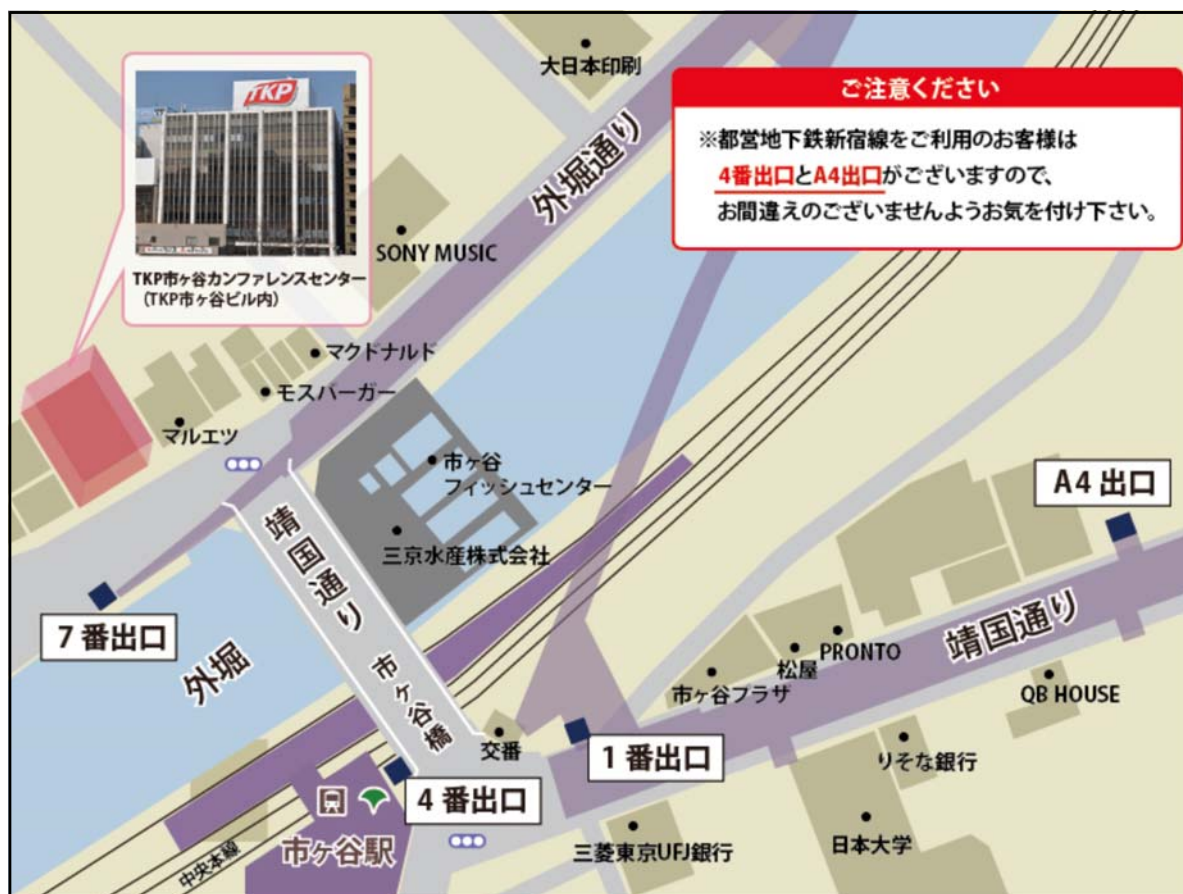 大日本印刷
ご注意ください
※都営地下鉄新宿線をご利用のお客様は
4番出口とA4出口がございますので、
お間違えのございませんようお気を付け下さい。
TKP
外堀通り
SONY MUSIC
TKP市ヶ谷カンファレンスセンター
（TKP市ヶ谷ビル内）
マクドナルド
モスバーガー
マルエツ
市ヶ谷
フィッシュセンター
A4 出口
靖国通り
三京水産株式会社
7 番出口
外堀
市ヶ谷橋
靖国通り
PRONTO
松屋
市ヶ谷プラザ
QB HOUSE
交番
1 番出口
りそな銀行
4 番出口
市ヶ谷駅
中央本線
三菱東京UFJ銀行
日本大学